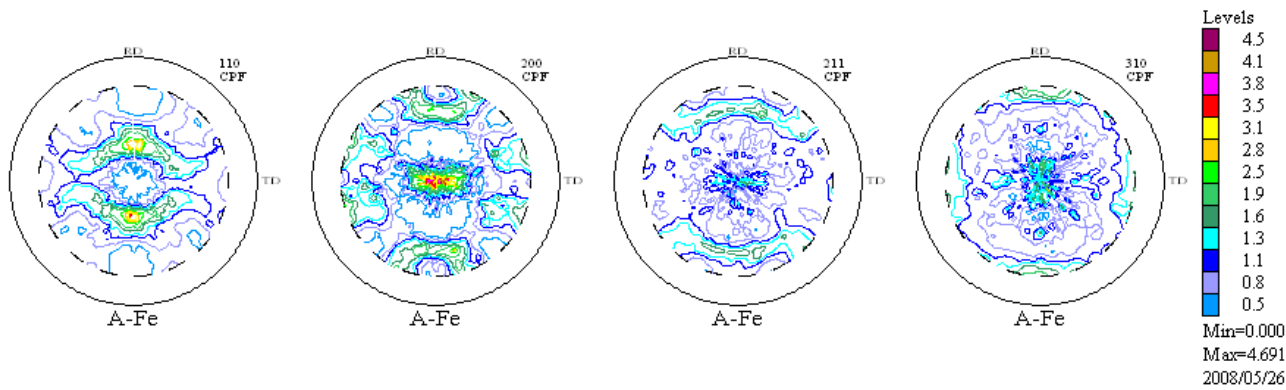 RD
110
CPF
TD
A-Fe
RD
200
CPF
TD
A-Fe
RD
211
CPF
TD
A-Fe
RD
310
CPF
TD
A-Fe
Levels
4.5
4.1
3.8
3.5
3.1
2.8
2.5
1.9
1.6
1.3
1.1
0.8
0.5
Min=0.000
Max=4.691
2008/05/26